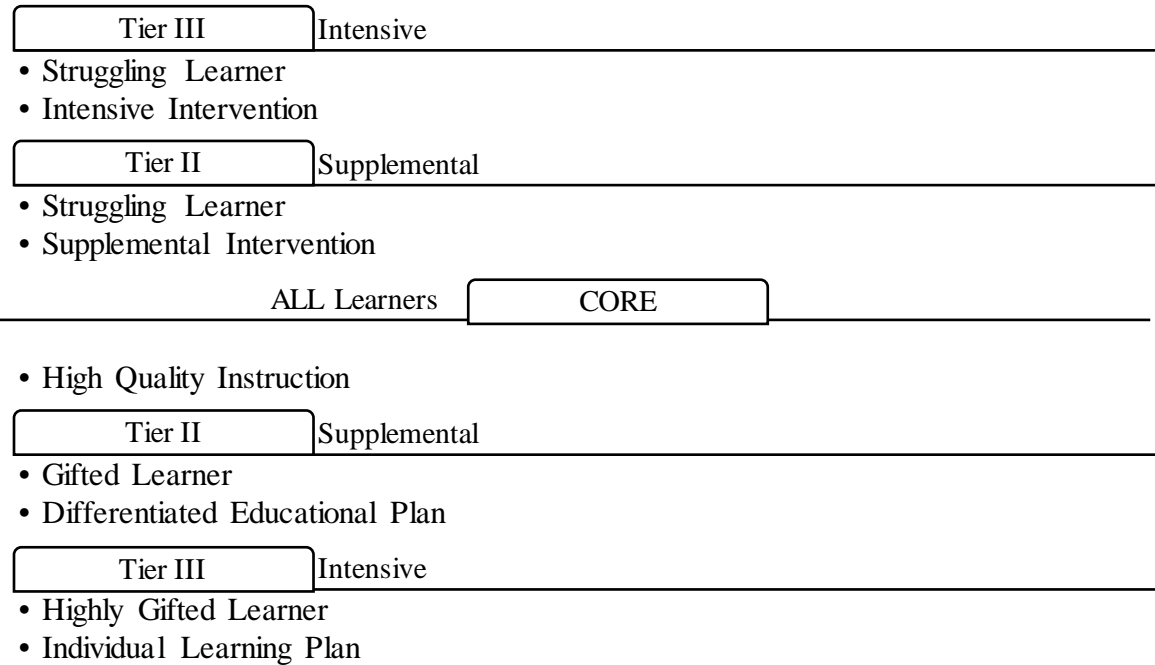 Tier III Intensive
• Struggling Learner
• Intensive Intervention
Tier II Supplemental
• Struggling Learner
• Supplemental Intervention
ALL Learners CORE
• High Quality Instruction
Tier II Supplemental
• Gifted Learner
• Differentiated Educational Plan
Tier III Intensive
• Highly Gifted Learner
• Individual Learning Plan